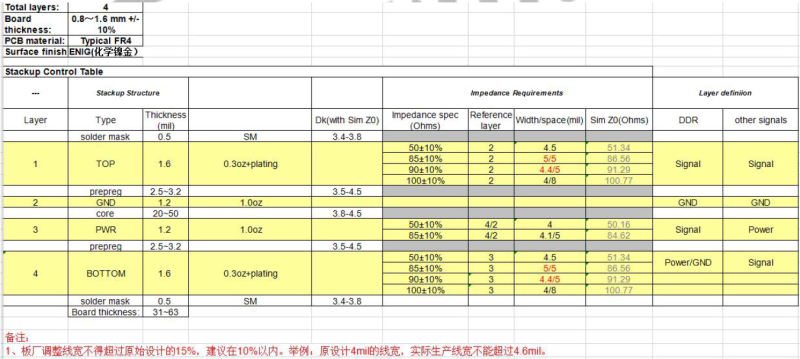 Total layers: 4
Board thickness: 0.8～1.6 mm +/- 10%
PCB material: Typical FR4
Surface finish ENIG(化学镍金）
Stackup Control Table
--- Stackup Structure Impedance Requirements Layer definiion
Layer Type Thickness (mil) Dk(with Sim Z0) Impedance spec (Ohms) Reference layer Width/space(mil) Sim Z0(Ohms) DDR other signals
solder mask 0.5 SM 3.4-3.8
1 TOP 1.6 0.3oz+plating Signal Signal
50±10% 2 4.5 51.34
85±10% 2 5/5 86.56
90±10% 2 4.4/5 91.29
100±10% 2 4/8 100.77
prepreg 2.5~3.2 3.5-4.5
2 GND 1.2 1.0oz GND GND
core 20~50 3.8-4.5
3 PWR 1.2 1.0oz Signal Power
50±10% 4/2 4 50.16
85±10% 4/2 4.1/5 84.62
prepreg 2.5~3.2 3.5-4.5
4 BOTTOM 1.6 0.3oz+plating Power/GND Signal
50±10% 3 4.5 51.34
85±10% 3 5/5 86.56
90±10% 3 4.4/5 91.29
100±10% 3 4/8 100.77
solder mask 0.5 SM 3.4-3.8
Board thickness: 31~63
备注：
1、板厂调整线宽不得超过原始设计的15%，建议在10%以内。举例：原设计4mil的线宽，实际生产线宽不能超过4.6mil。